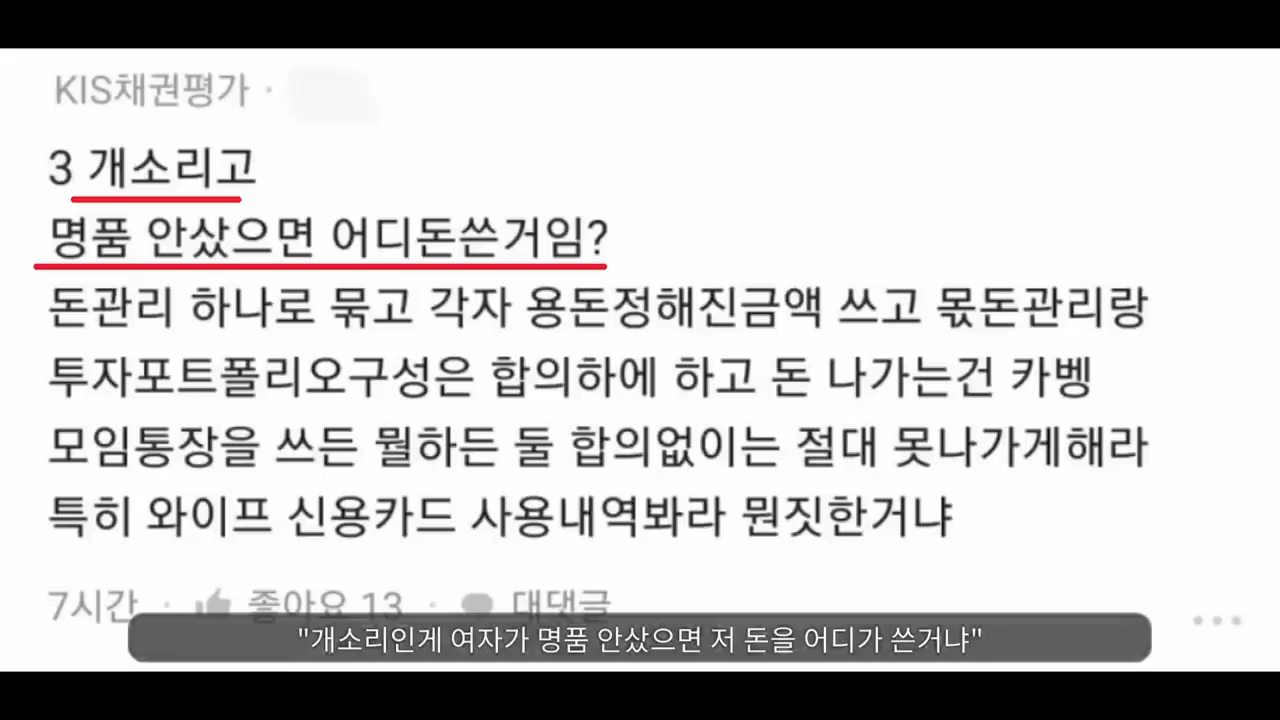 KIS채권평가 ·
3 개소리고
명품 안샀으면 어디돈쓴거임?
돈관리 하나로 묶고 각자 용돈정해진금액 쓰고 몫돈관리랑
투자포트폴리오구성은 합의하에 하고 돈 나가는건 카벵
모임통장을 쓰든 뭘하든 둘 합의없이는 절대 못나가게해라
특히 와이프 신용카드 사용내역봐라 뭔짓한거냐
7시간 · 좋아요 13 · 대댓글
"개소리인게 여자가 명품 안샀으면 저 돈을 어디가 쓴거냐"